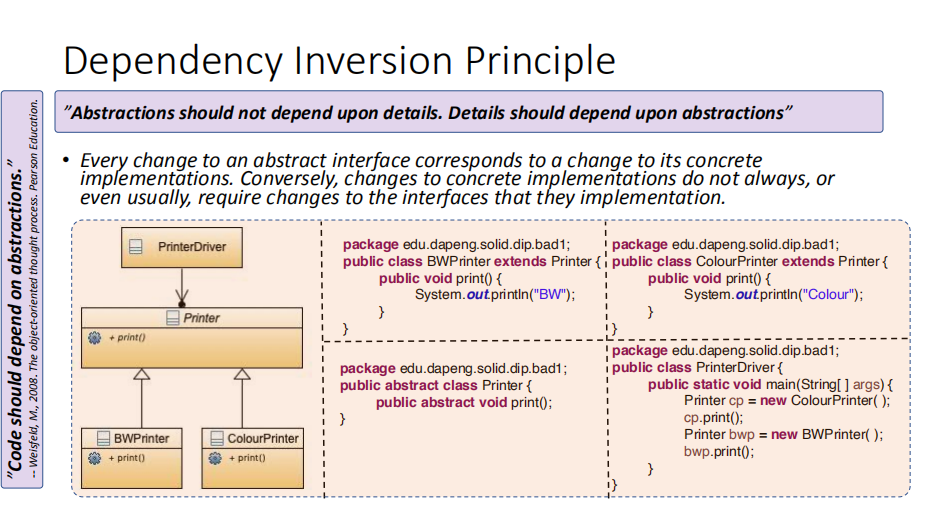 Dependency Inversion Principle
”Abstractions should not depend upon details. Details should depend upon abstractions”
”Code should depend on abstractions.”
-- Weisfeld, M., 2008. The object-oriented thought process. Pearson Education.
• Every change to an abstract interface corresponds to a change to its concrete
implementations. Conversely, changes to concrete implementations do not always, or
even usually, require changes to the interfaces that they implementation.
PrinterDriver
Printer
+ print()
BWPrinter
+ print()
ColourPrinter
+ print()
package edu.dapeng.solid.dip.bad1;
public class BWPrinter extends Printer {
public void print() {
System.out.println("BW");
}
}
package edu.dapeng.solid.dip.bad1;
public class ColourPrinter extends Printer {
public void print() {
System.out.println("Colour");
}
}
package edu.dapeng.solid.dip.bad1;
public abstract class Printer {
public abstract void print();
}
package edu.dapeng.solid.dip.bad1;
public class PrinterDriver {
public static void main(String[ ] args) {
Printer cp = new ColourPrinter( );
cp.print();
Printer bwp = new BWPrinter( );
bwp.print();
}
}